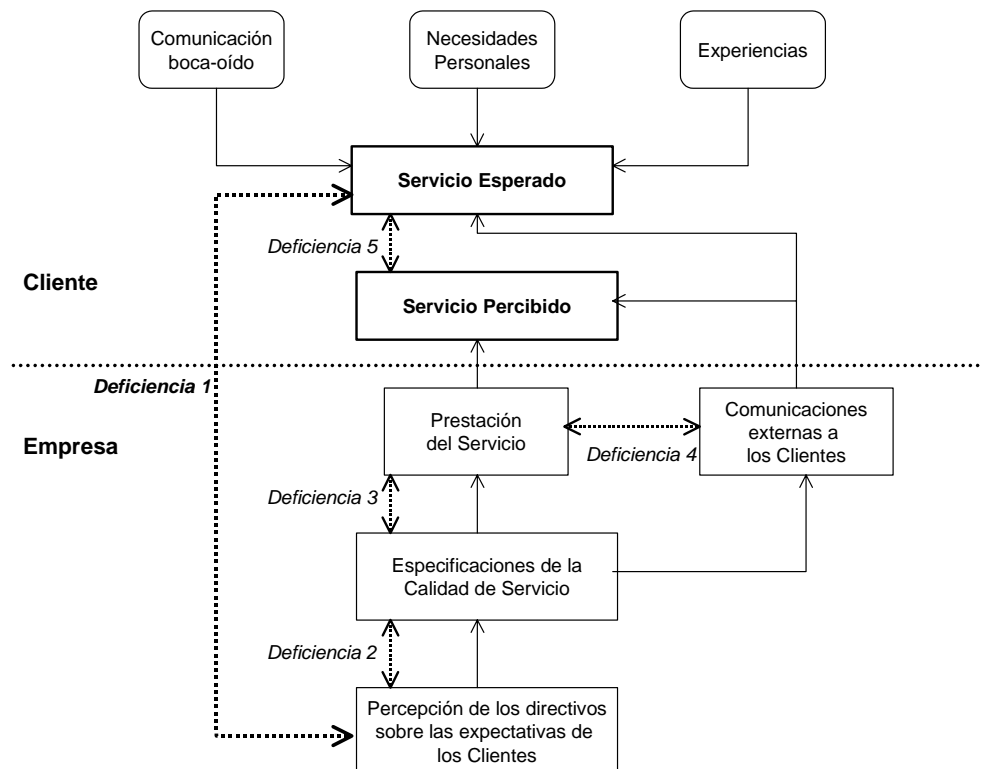 Comunicación
boca-oído
Necesidades
Personales
Experiencias
Servicio Esperado
Deficiencia 5
Cliente
Servicio Percibido
Deficiencia 1
Empresa
Prestación
del Servicio
Comunicaciones
externas a
los Clientes
Deficiencia 4
Deficiencia 3
Especificaciones de la
Calidad de Servicio
Deficiencia 2
Percepción de los directivos
sobre las expectativas de
los Clientes